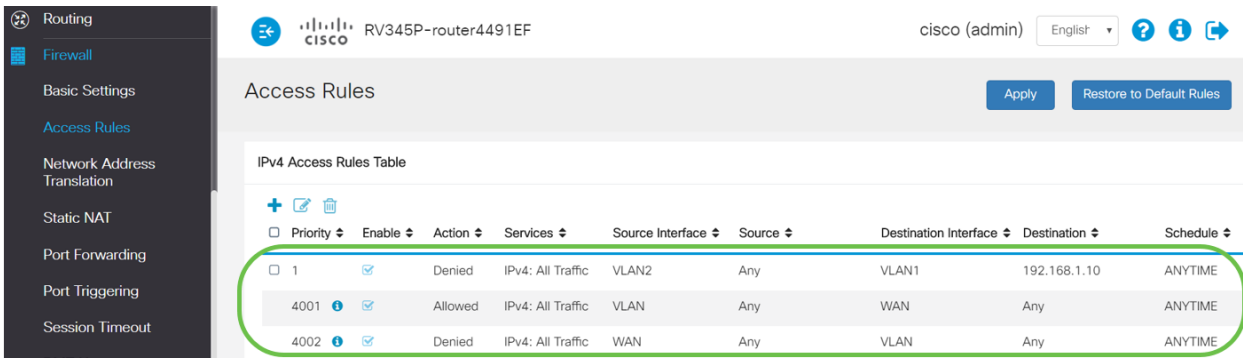 Routing
Firewall
Basic Settings
Access Rules
Network Address
Translation
Static NAT
Port Forwarding
Port Triggering
Session Timeout
CISCO RV345P-router4491EF
cisco (admin) English
Access Rules
Apply Restore to Default Rules
IPv4 Access Rules Table
Priority Enable Action Services Source Interface Source Destination Interface Destination Schedule
1 Denied IPv4: All Traffic VLAN2 Any VLAN1 192.168.1.10 ANYTIME
4001 Allowed IPv4: All Traffic VLAN Any WAN Any ANYTIME
4002 Denied IPv4: All Traffic WAN Any VLAN Any ANYTIME